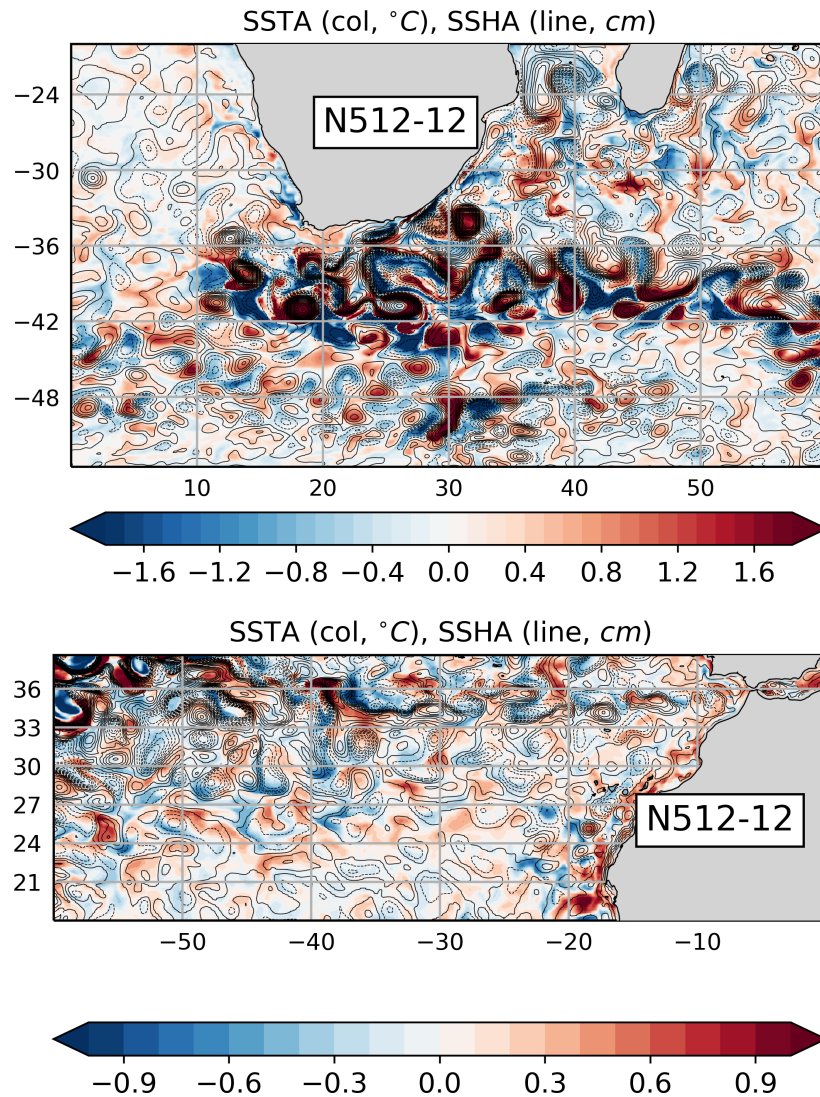 SSTA (col, °C), SSHA (line, cm)
N512-12
−24
−30
−36
−42
−48
10 20 30 40 50
−1.6 −1.2 −0.8 −0.4 0.0 0.4 0.8 1.2 1.6
SSTA (col, °C), SSHA (line, cm)
36
33
30
27
24
21
N512-12
−50 −40 −30 −20 −10
−0.9 −0.6 −0.3 0.0 0.3 0.6 0.9